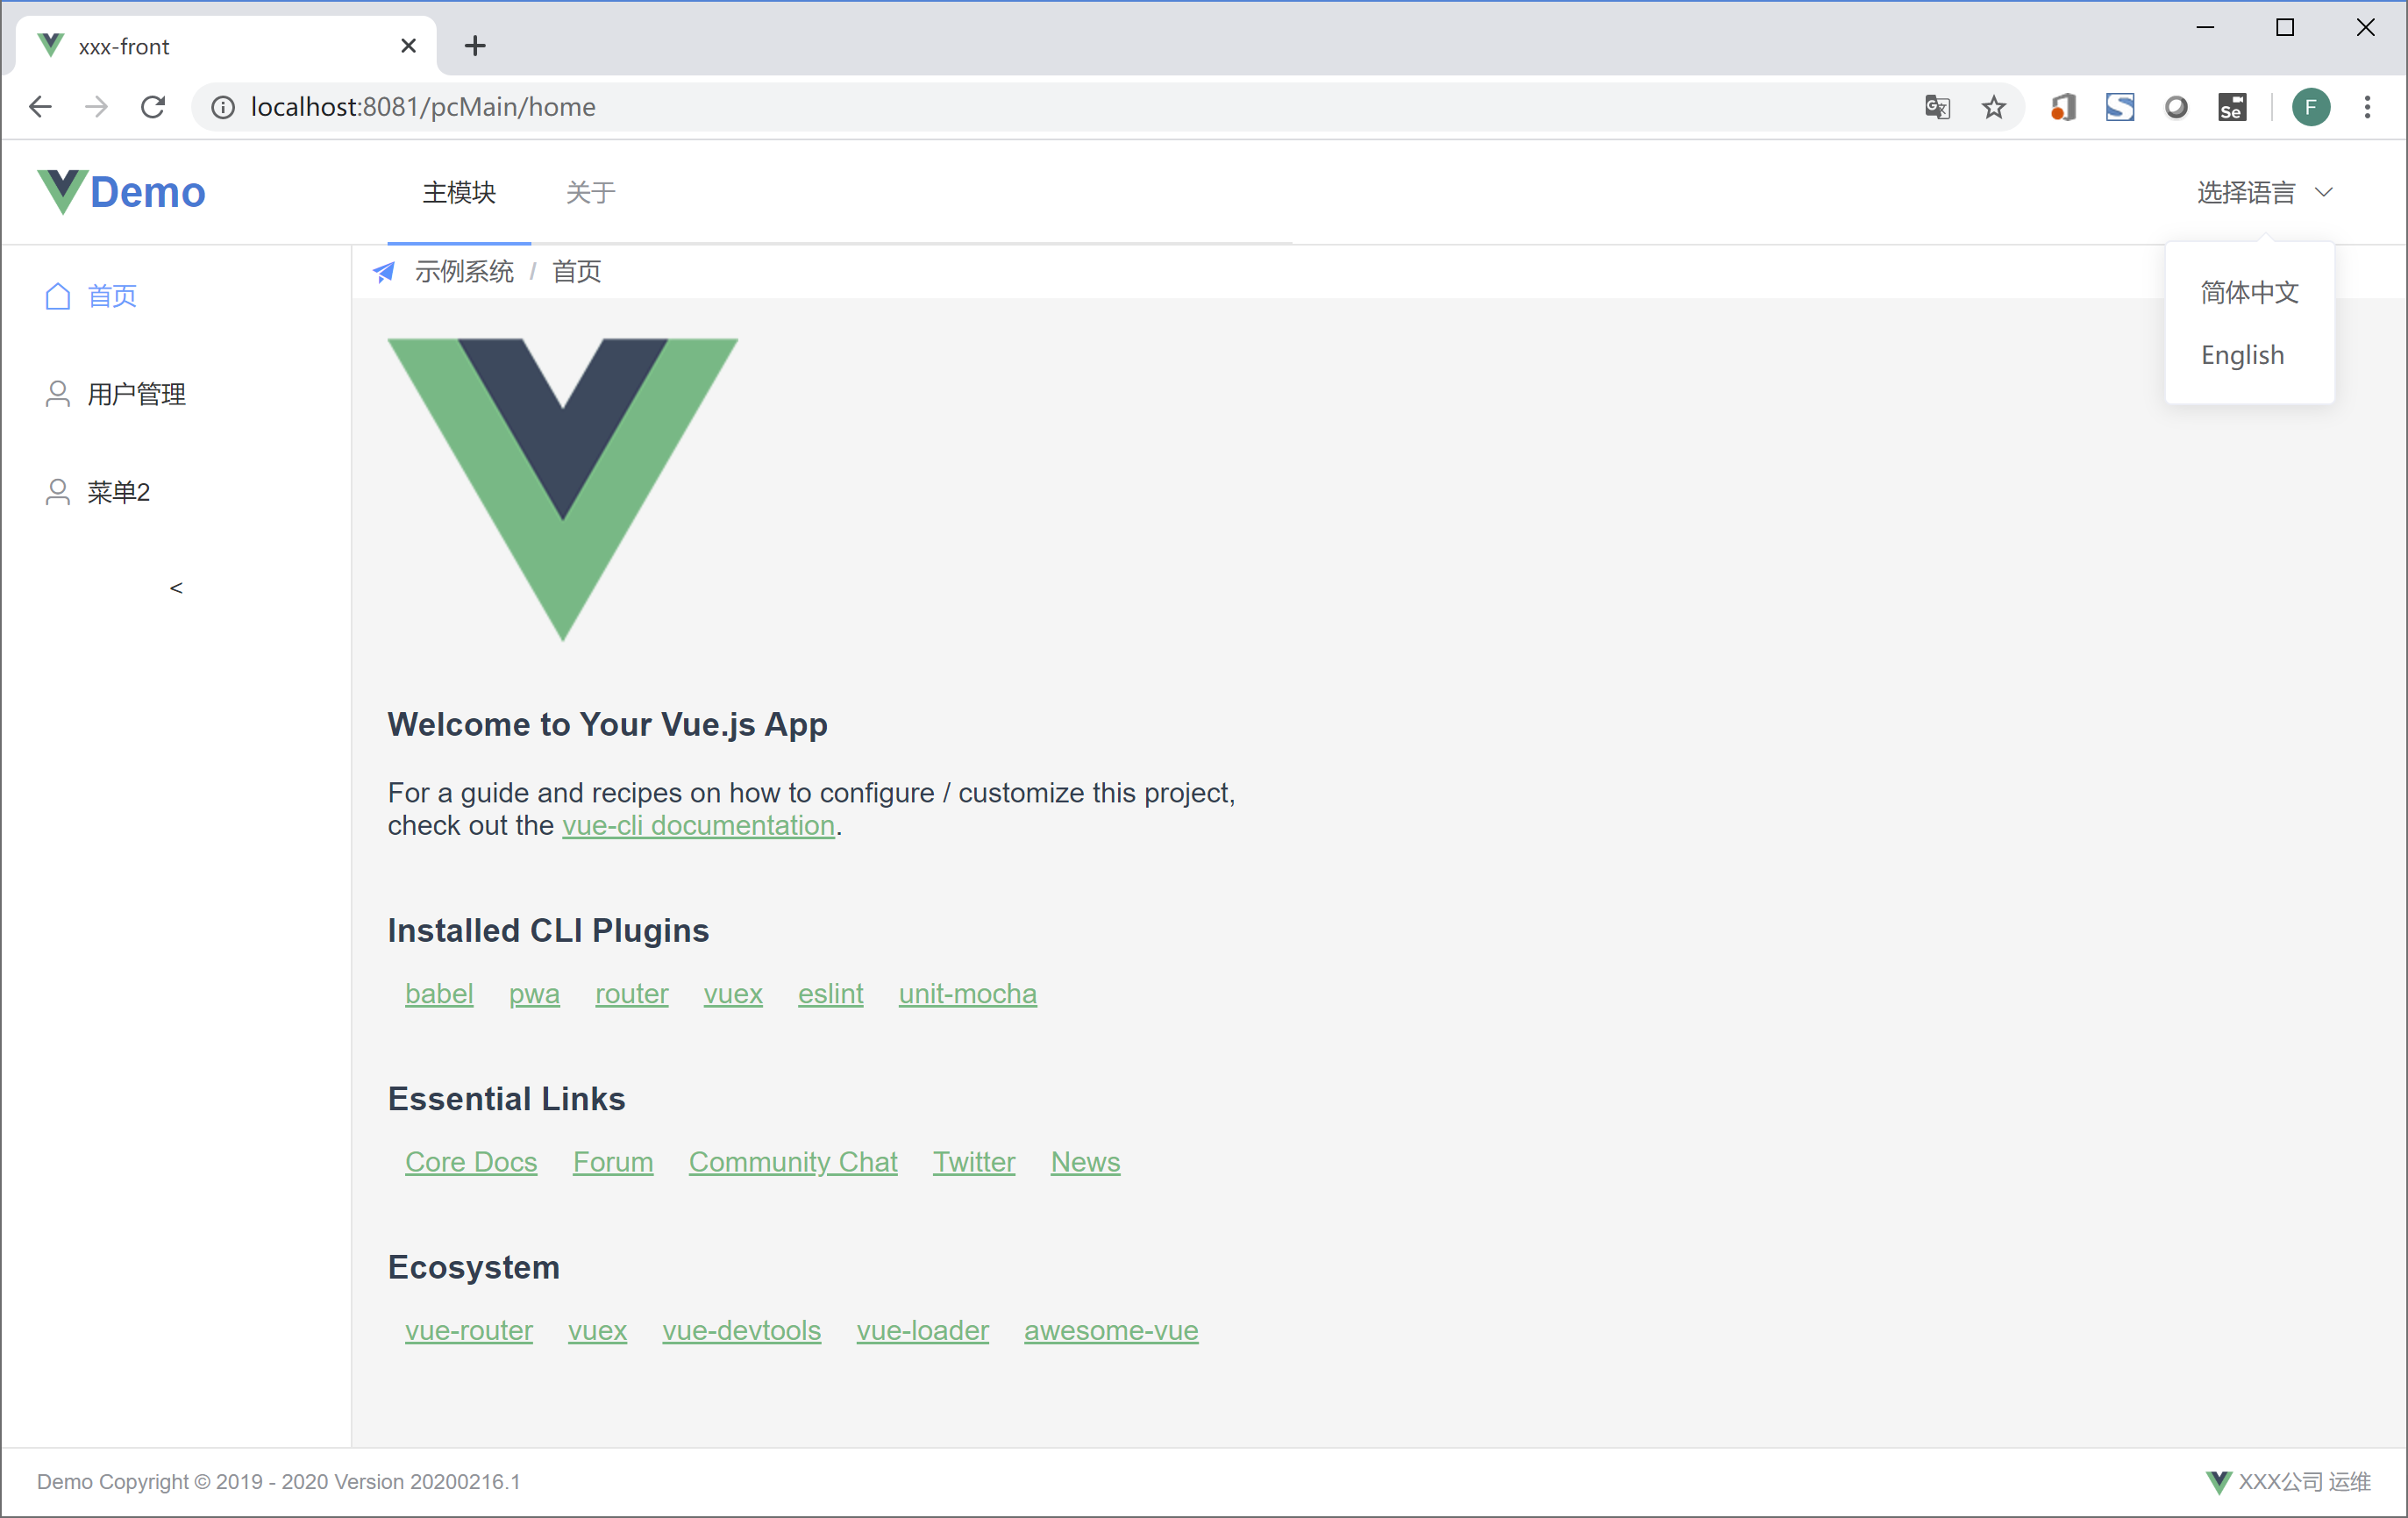 xxx-front
localhost:8081/pcMain/home
Se
F
Demo
主模块
关于
选择语言
示例系统 / 首页
简体中文
English
首页
用户管理
菜单2
<
Welcome to Your Vue.js App
For a guide and recipes on how to configure / customize this project,
check out the vue-cli documentation.
Installed CLI Plugins
babel pwa router vuex eslint unit-mocha
Essential Links
Core Docs Forum Community Chat Twitter News
Ecosystem
vue-router vuex vue-devtools vue-loader awesome-vue
Demo Copyright © 2019 - 2020 Version 20200216.1
XXX公司 运维